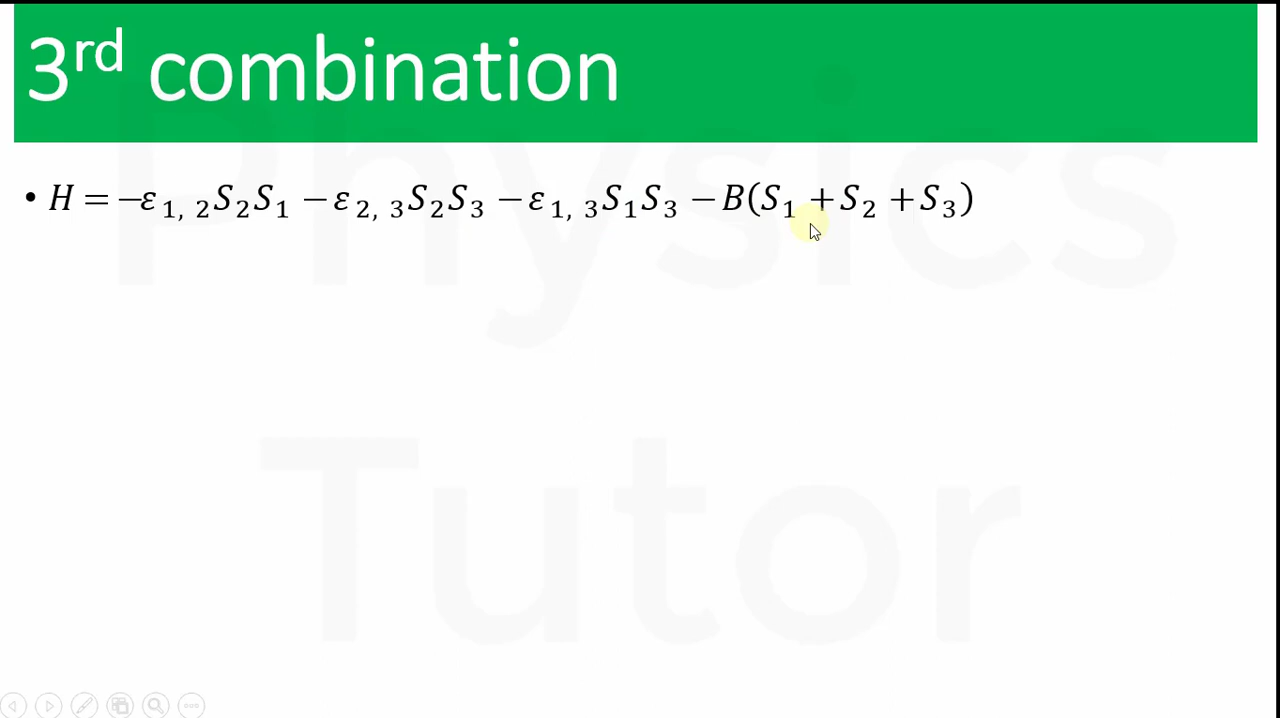 3rd combination
• H = −ε₁, ₂S₂S₁ − ε₂, ₃S₂S₃ − ε₁, ₃S₁S₃ − B(S₁ + S₂ + S₃)
Physics
Tutor